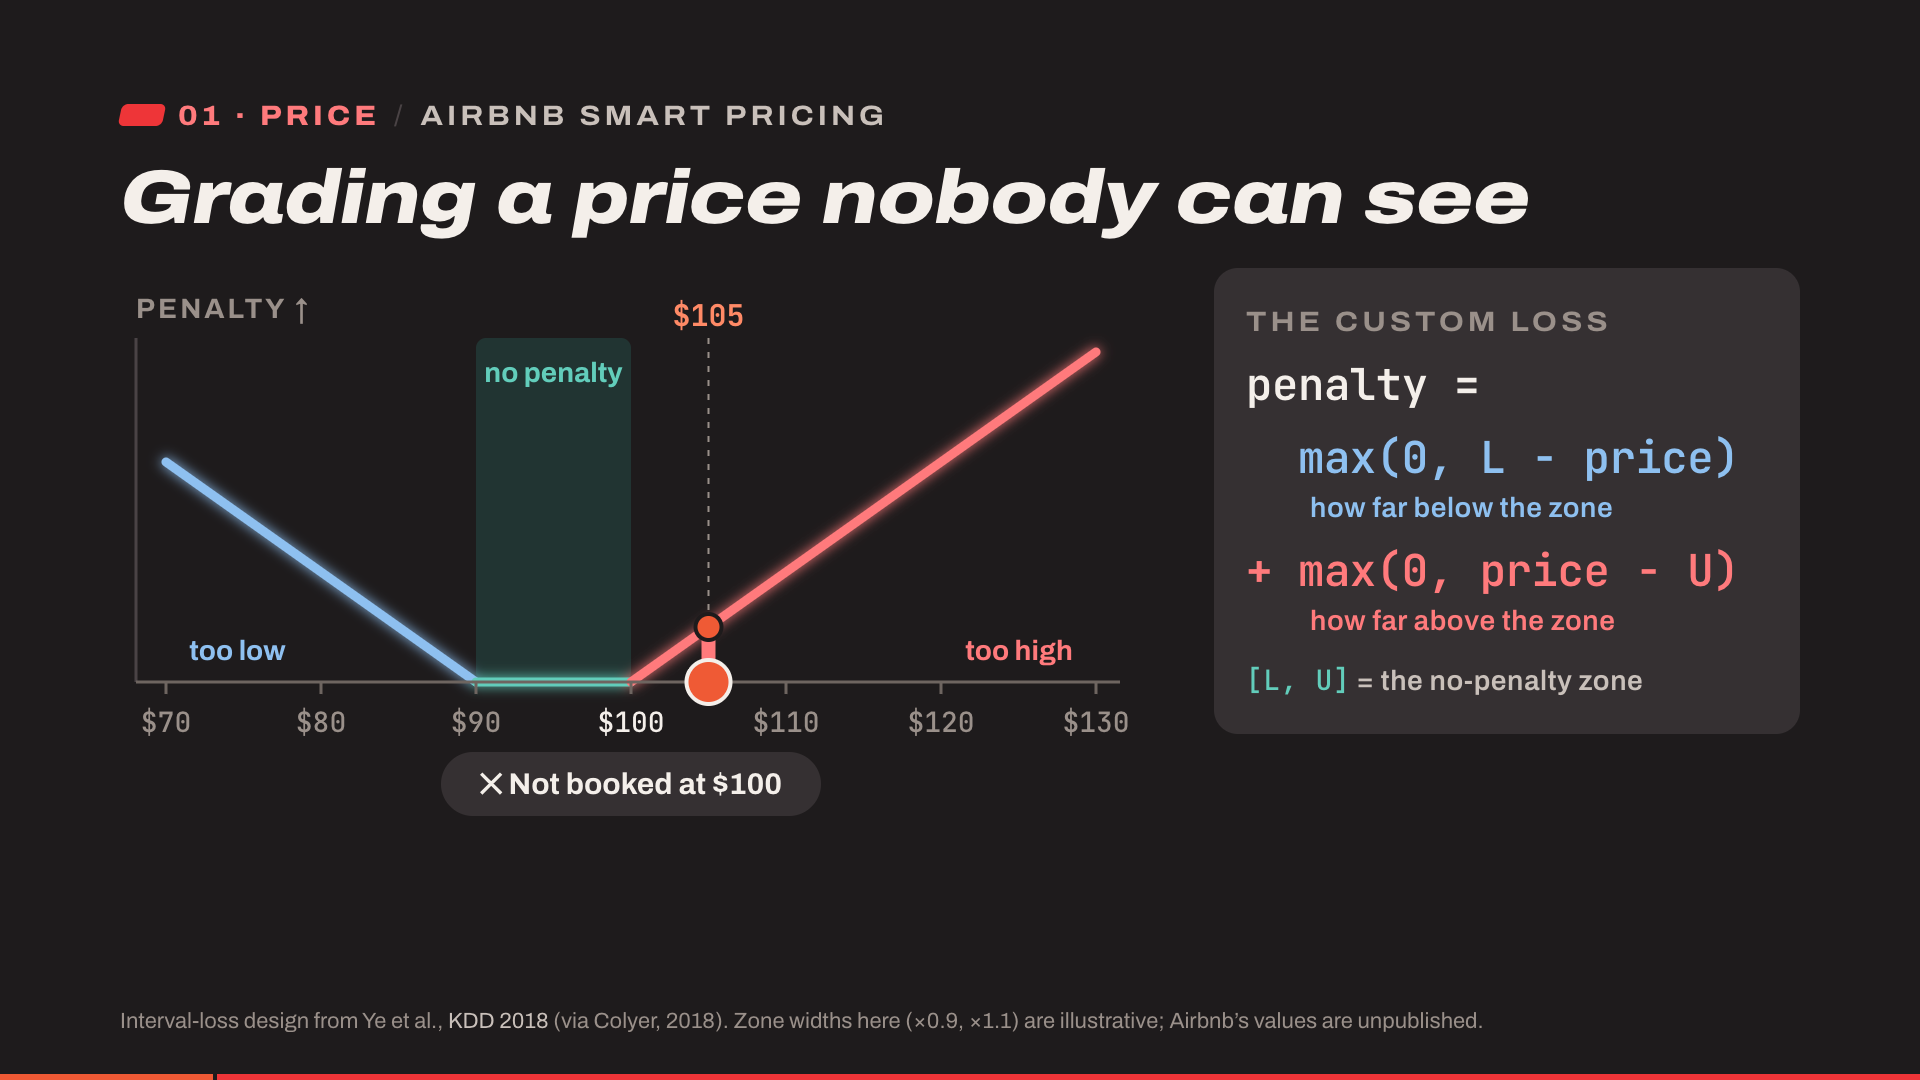 01 · PRICE / AIRBNB SMART PRICING
Grading a price nobody can see
PENALTY ↑
$105
no penalty
too low
too high
$70 $80 $90 $100 $110 $120 $130
✕ Not booked at $100
THE CUSTOM LOSS
penalty =
max(0, L - price)
how far below the zone
+ max(0, price - U)
how far above the zone
[L, U] = the no-penalty zone
Interval-loss design from Ye et al., KDD 2018 (via Colyer, 2018). Zone widths here (×0.9, ×1.1) are illustrative; Airbnb’s values are unpublished.